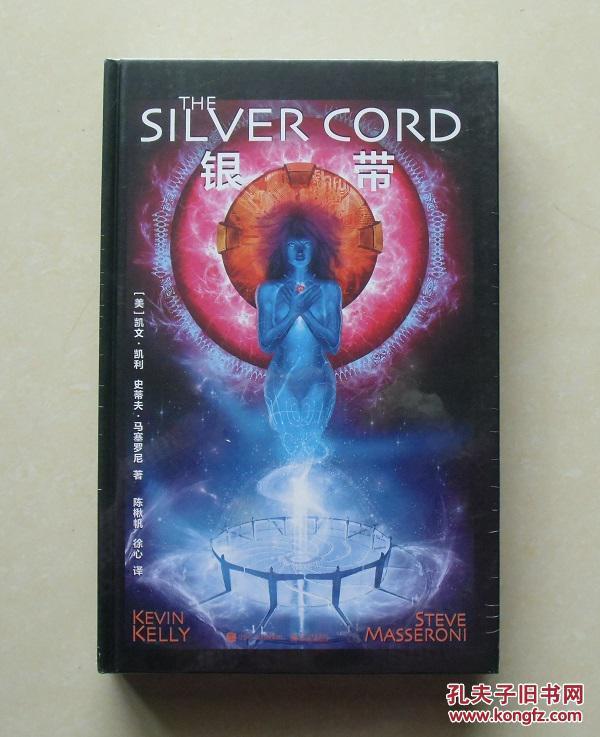 THE
SILVER CORD
银 带
[美]凯文·凯利 史蒂夫·马塞罗尼 著
陈楸帆 徐心 译
KEVIN
KELLY
STEVE
MASSERONI
孔夫子旧书网
www.kongfz.com